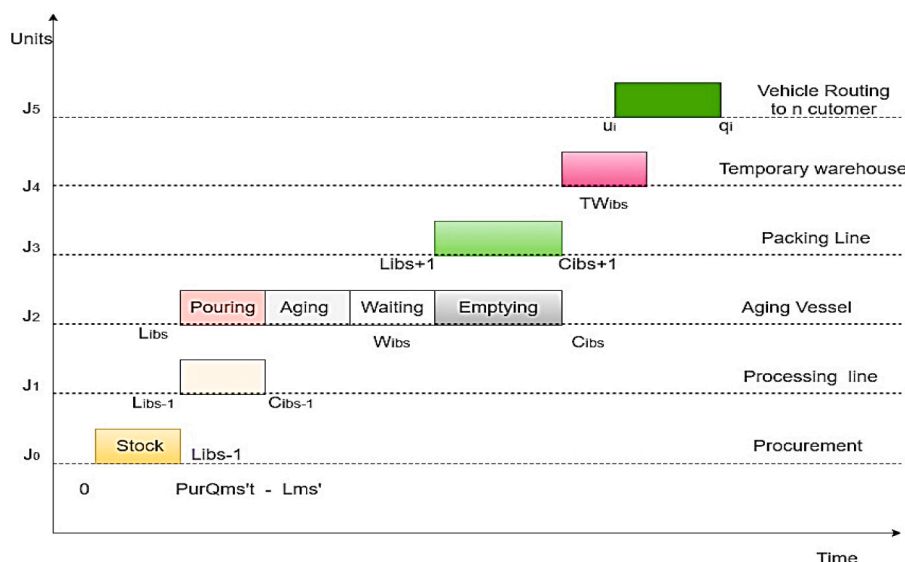 Units
J5
Vehicle Routing
to n cutomer
ui
qi
J4
Temporary warehouse
TWibs
J3
Packing Line
Libs+1
Cibs+1
J2
Pouring
Aging
Waiting
Emptying
Aging Vessel
Libs
Wibs
Cibs
J1
Processing line
Libs-1
Cibs-1
J0
Stock
Libs-1
Procurement
0
PurQms't - Lms'
Time